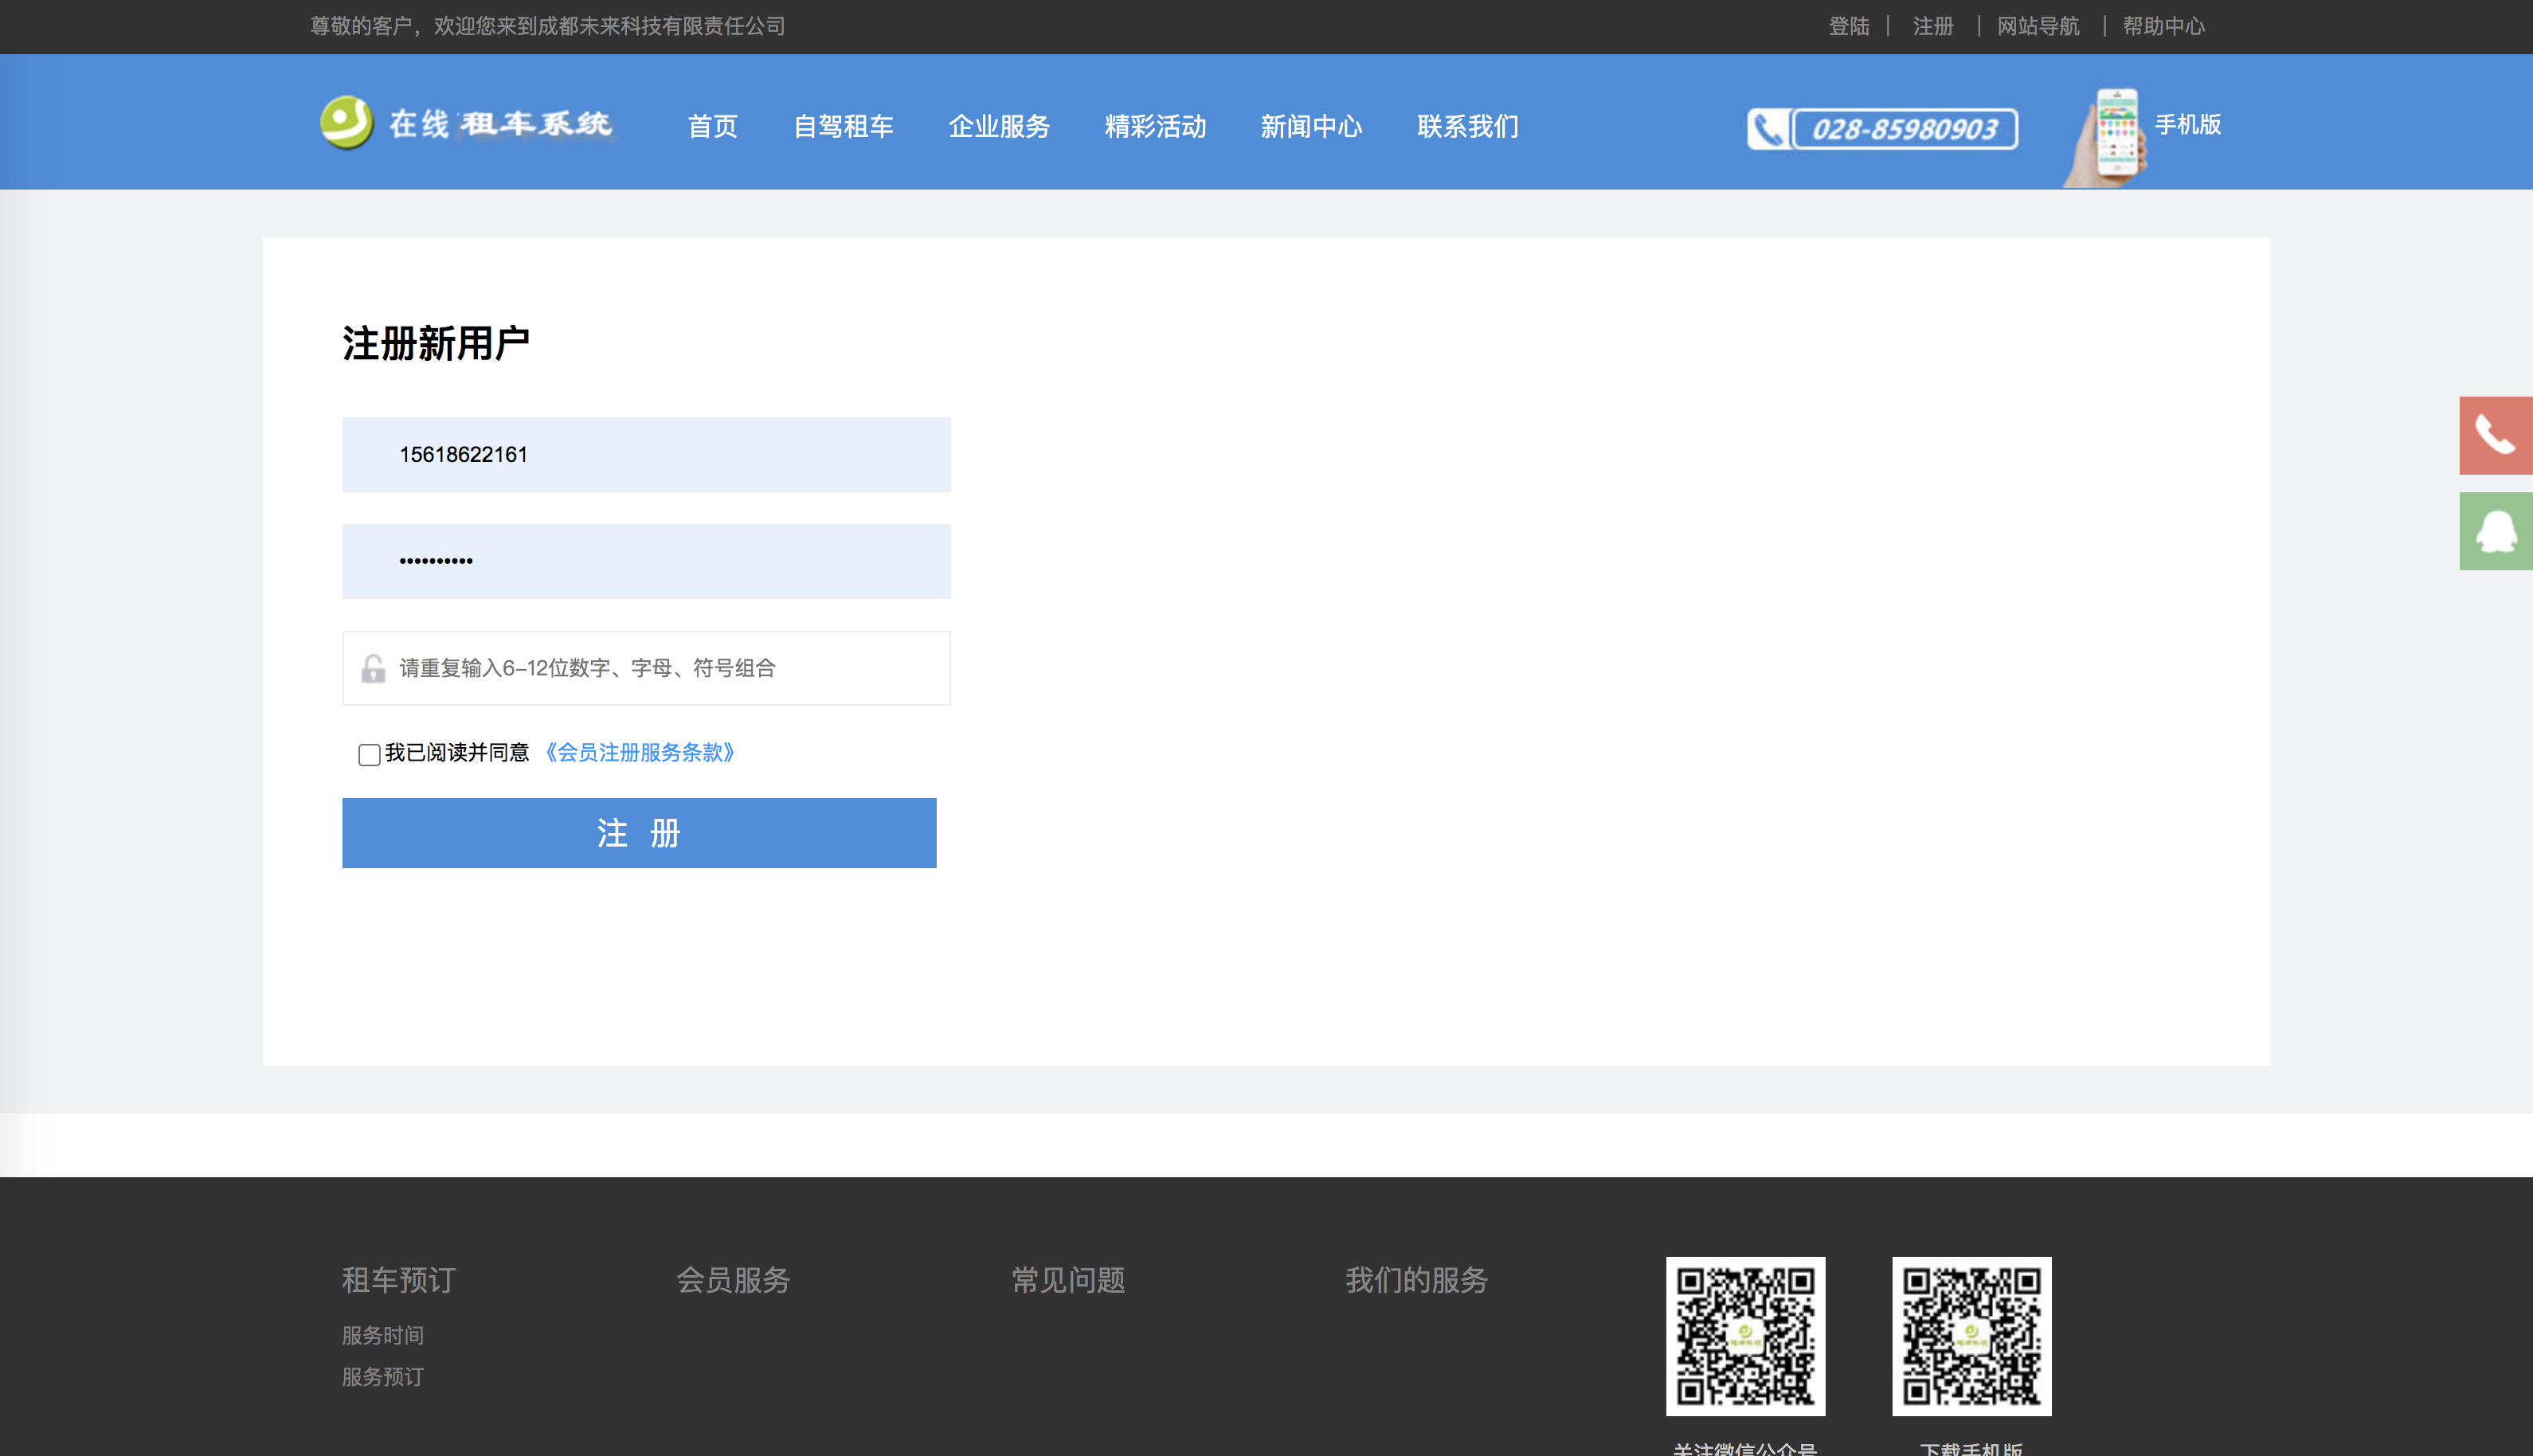 尊敬的客户，欢迎您来到成都未来科技有限责任公司
登陆 | 注册 | 网站导航 | 帮助中心
在线租车系统
首页 自驾租车 企业服务 精彩活动 新闻中心 联系我们
028-85980903
手机版
注册新用户
15618622161
••••••••••
请重复输入6-12位数字、字母、符号组合
我已阅读并同意 《会员注册服务条款》
注 册
租车预订
服务时间
服务预订
会员服务
常见问题
我们的服务
关注微信公众号
下载手机版